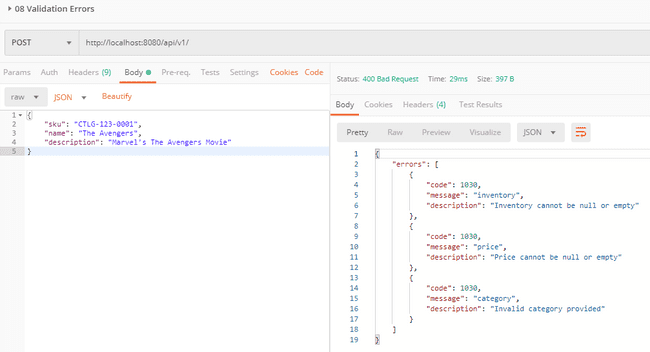 08 Validation Errors
POST http://localhost:8080/api/v1/
Params Auth Headers (9) Body Pre-req. Tests Settings Cookies Code
raw JSON Beautify
1 {
2 "sku": "CTLG-123-0001",
3 "name": "The Avengers",
4 "description": "Marvel's The Avengers Movie"
5 }
Status: 400 Bad Request Time: 29ms Size: 397 B
Body Cookies Headers (4) Test Results
Pretty Raw Preview Visualize JSON
1 {
2 "errors": [
3 {
4 "code": 1030,
5 "message": "inventory",
6 "description": "Inventory cannot be null or empty"
7 },
8 {
9 "code": 1030,
10 "message": "price",
11 "description": "Price cannot be null or empty"
12 },
13 {
14 "code": 1030,
15 "message": "category",
16 "description": "Invalid category provided"
17 }
18 ]
19 }